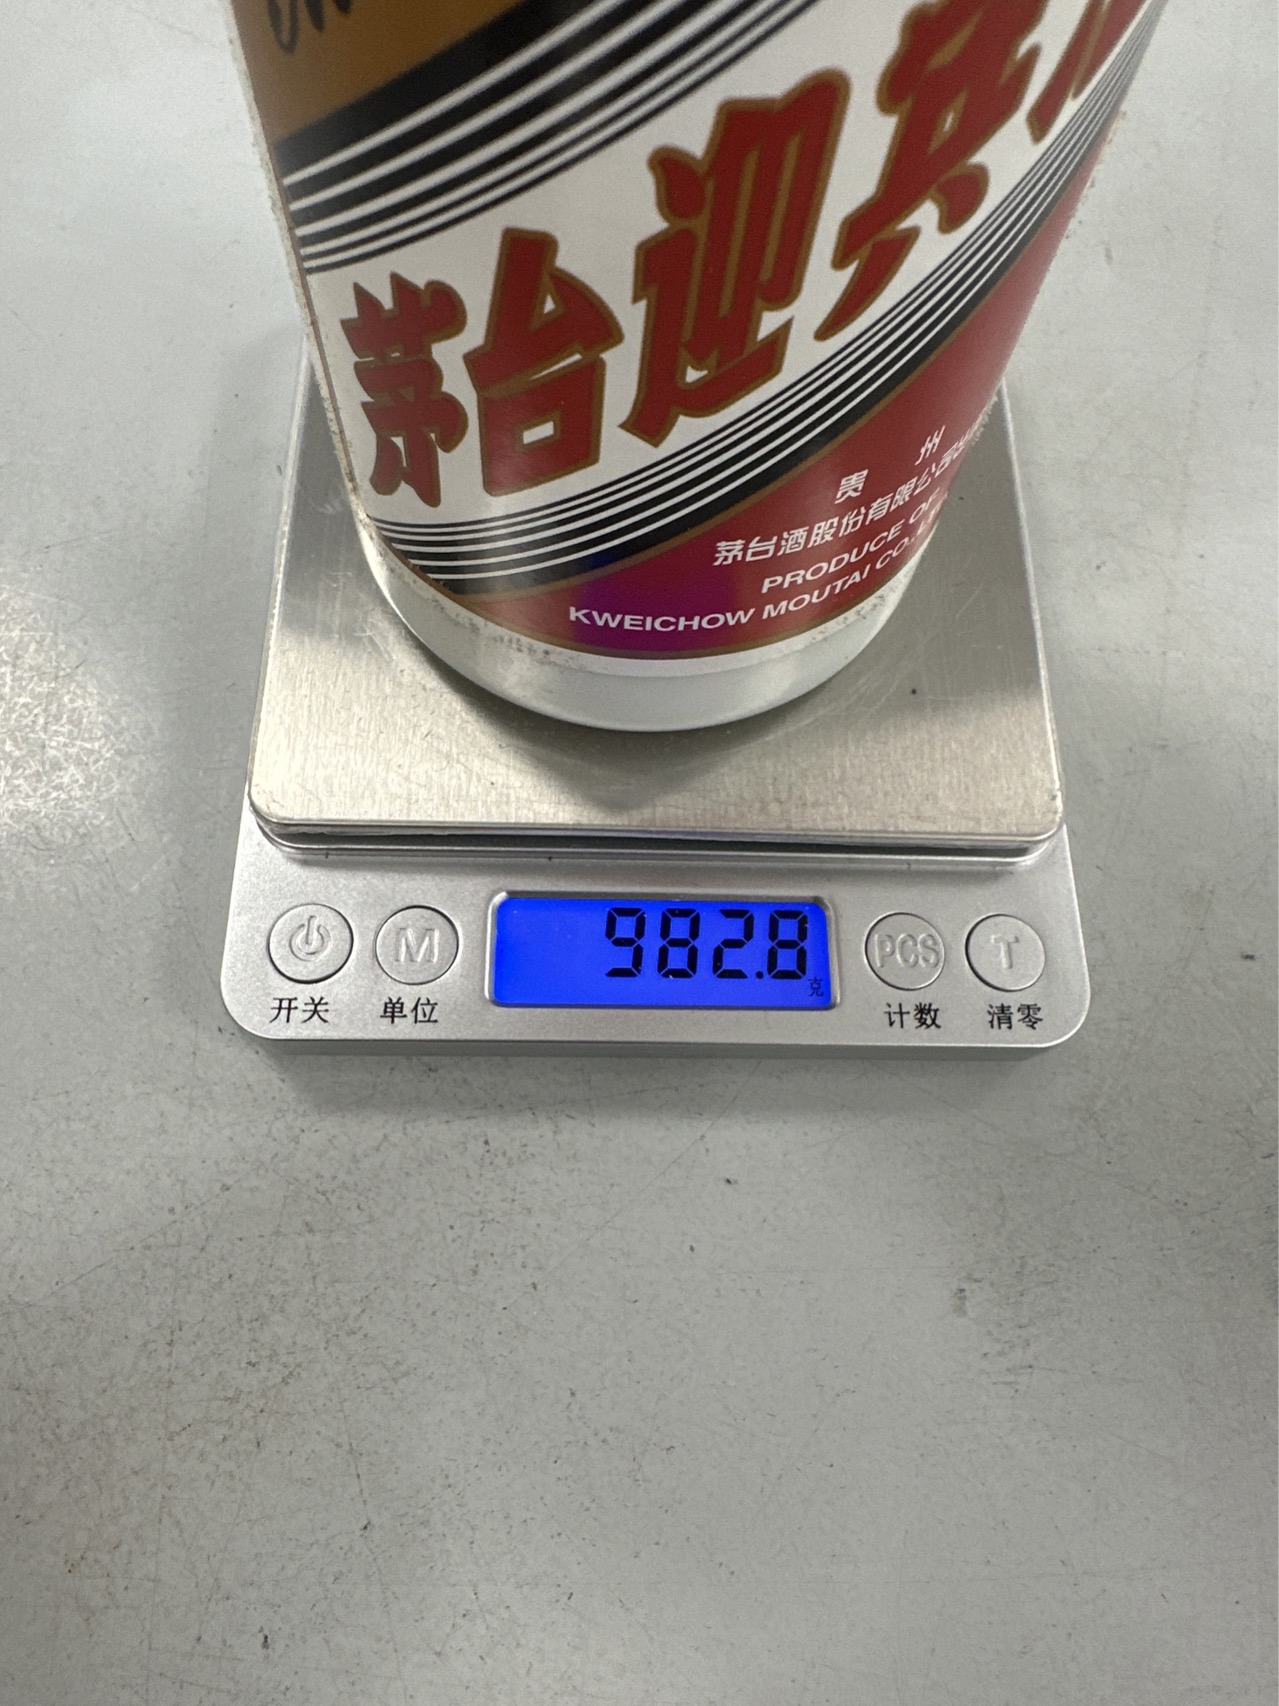 茅台迎宾
贵州
茅台酒股份有限公司
PRODUCE OF
KWEICHOW MOUTAI CO.
982.8
克
M
PCS
T
开关
单位
计数
清零